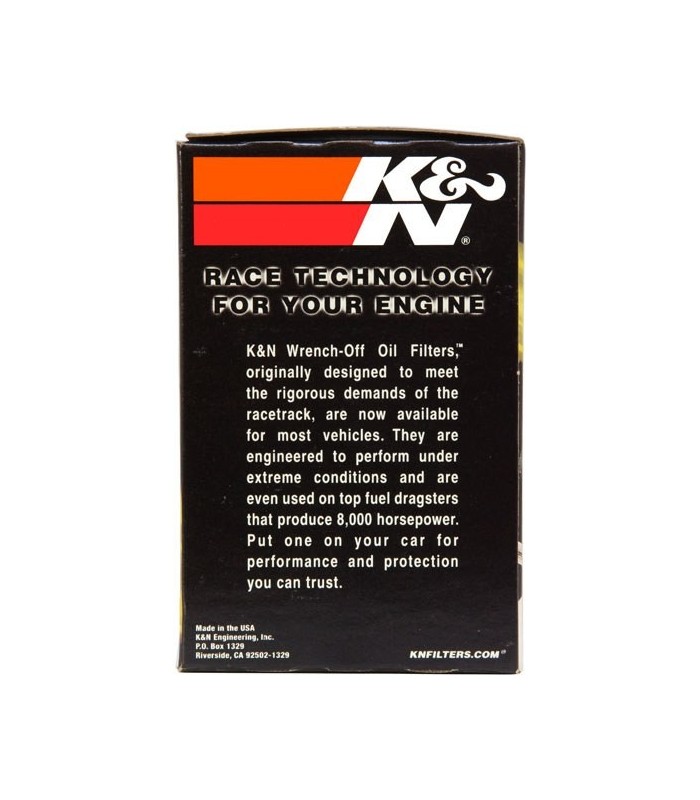 K&
N®
RACE TECHNOLOGY
FOR YOUR ENGINE
K&N Wrench-Off Oil Filters,™
originally designed to meet
the rigorous demands of the
racetrack, are now available
for most vehicles. They are
engineered to perform under
extreme conditions and are
even used on top fuel dragsters
that produce 8,000 horsepower.
Put one on your car for
performance and protection
you can trust.
Made in the USA
K&N Engineering, Inc.
P.O. Box 1329
Riverside, CA 92502-1329
KNFILTERS.COM®